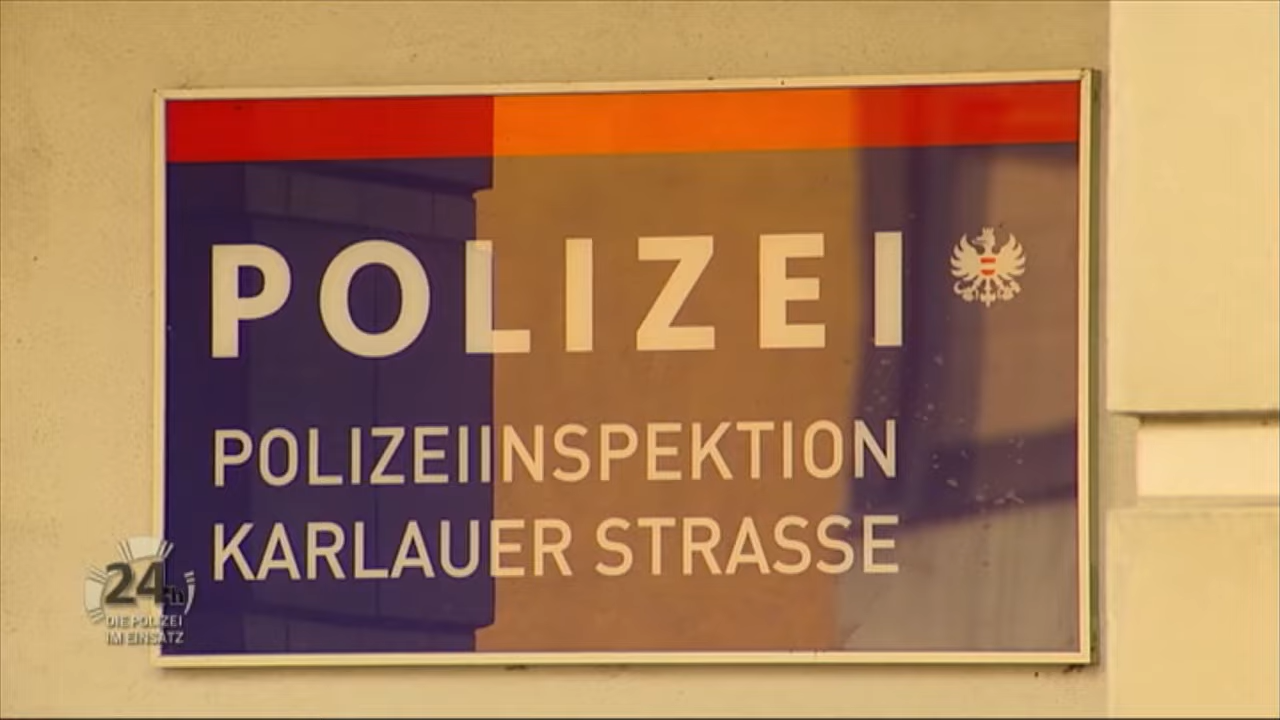 POLIZEI
POLIZEIINSPEKTION
KARLAUER STRASSE
24h
DIE POLIZEI
IM EINSATZ